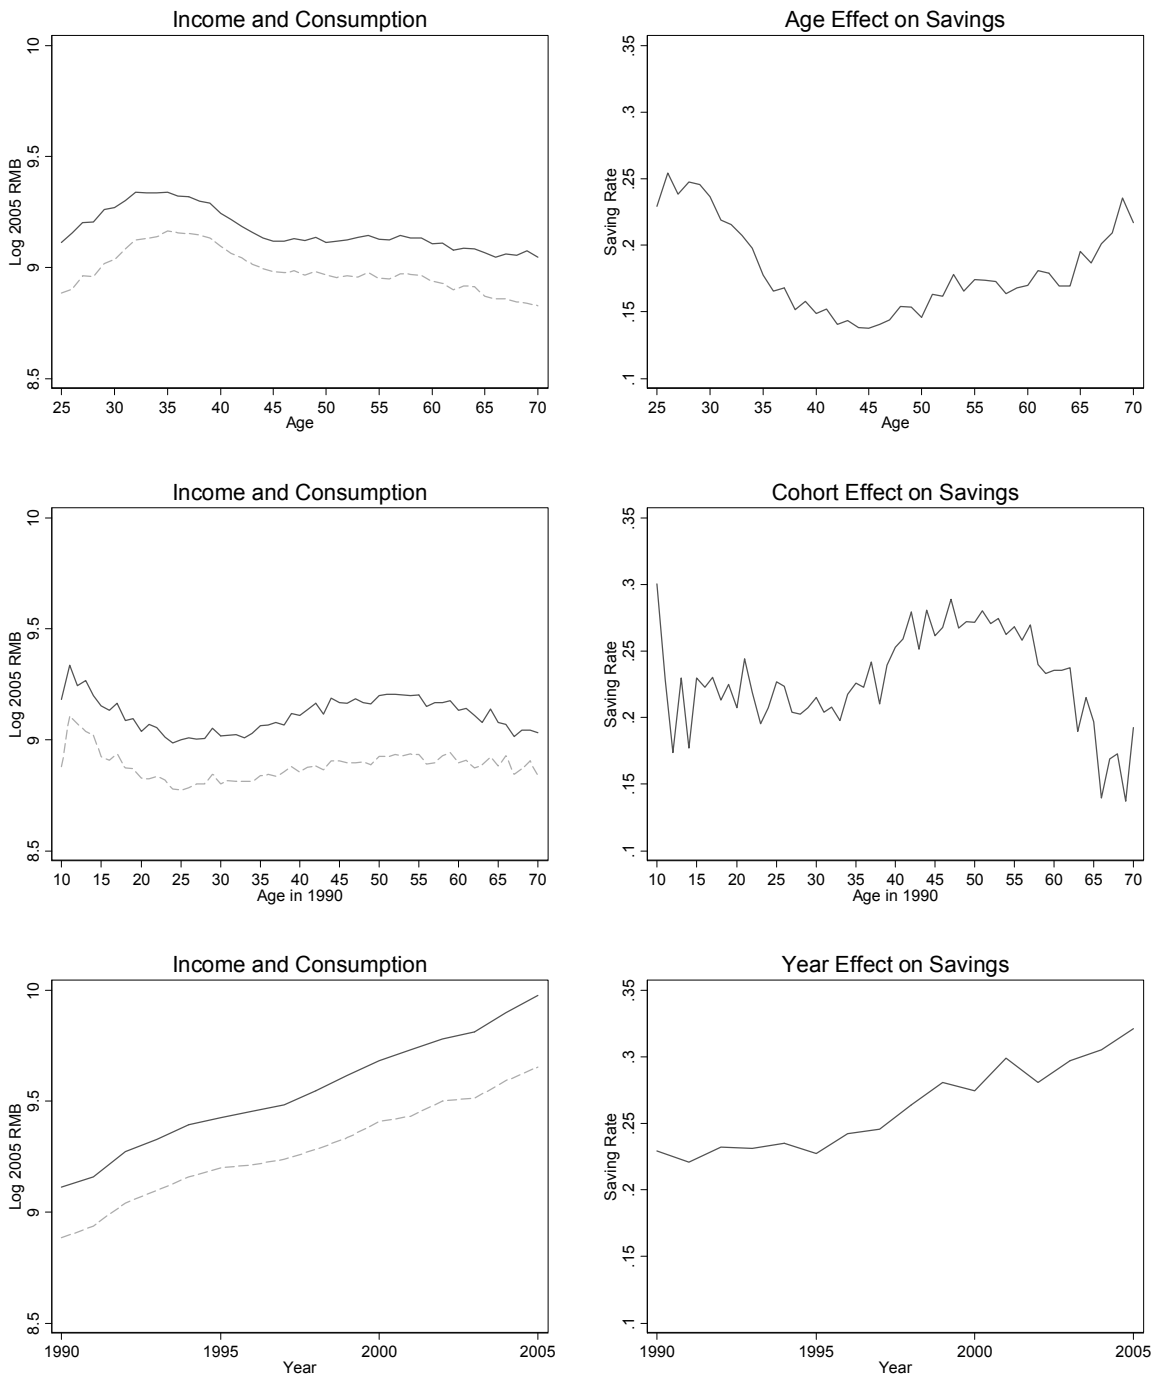 Income and Consumption
Log 2005 RMB
10
9.5
9
8.5
25 30 35 40 45 50 55 60 65 70
Age
Age Effect on Savings
Saving Rate
.35
.3
.25
.2
.15
.1
25 30 35 40 45 50 55 60 65 70
Age
Income and Consumption
Log 2005 RMB
10
9.5
9
8.5
10 15 20 25 30 35 40 45 50 55 60 65 70
Age in 1990
Cohort Effect on Savings
Saving Rate
.35
.3
.25
.2
.15
.1
10 15 20 25 30 35 40 45 50 55 60 65 70
Age in 1990
Income and Consumption
Log 2005 RMB
10
9.5
9
8.5
1990 1995 2000 2005
Year
Year Effect on Savings
Saving Rate
.35
.3
.25
.2
.15
.1
1990 1995 2000 2005
Year